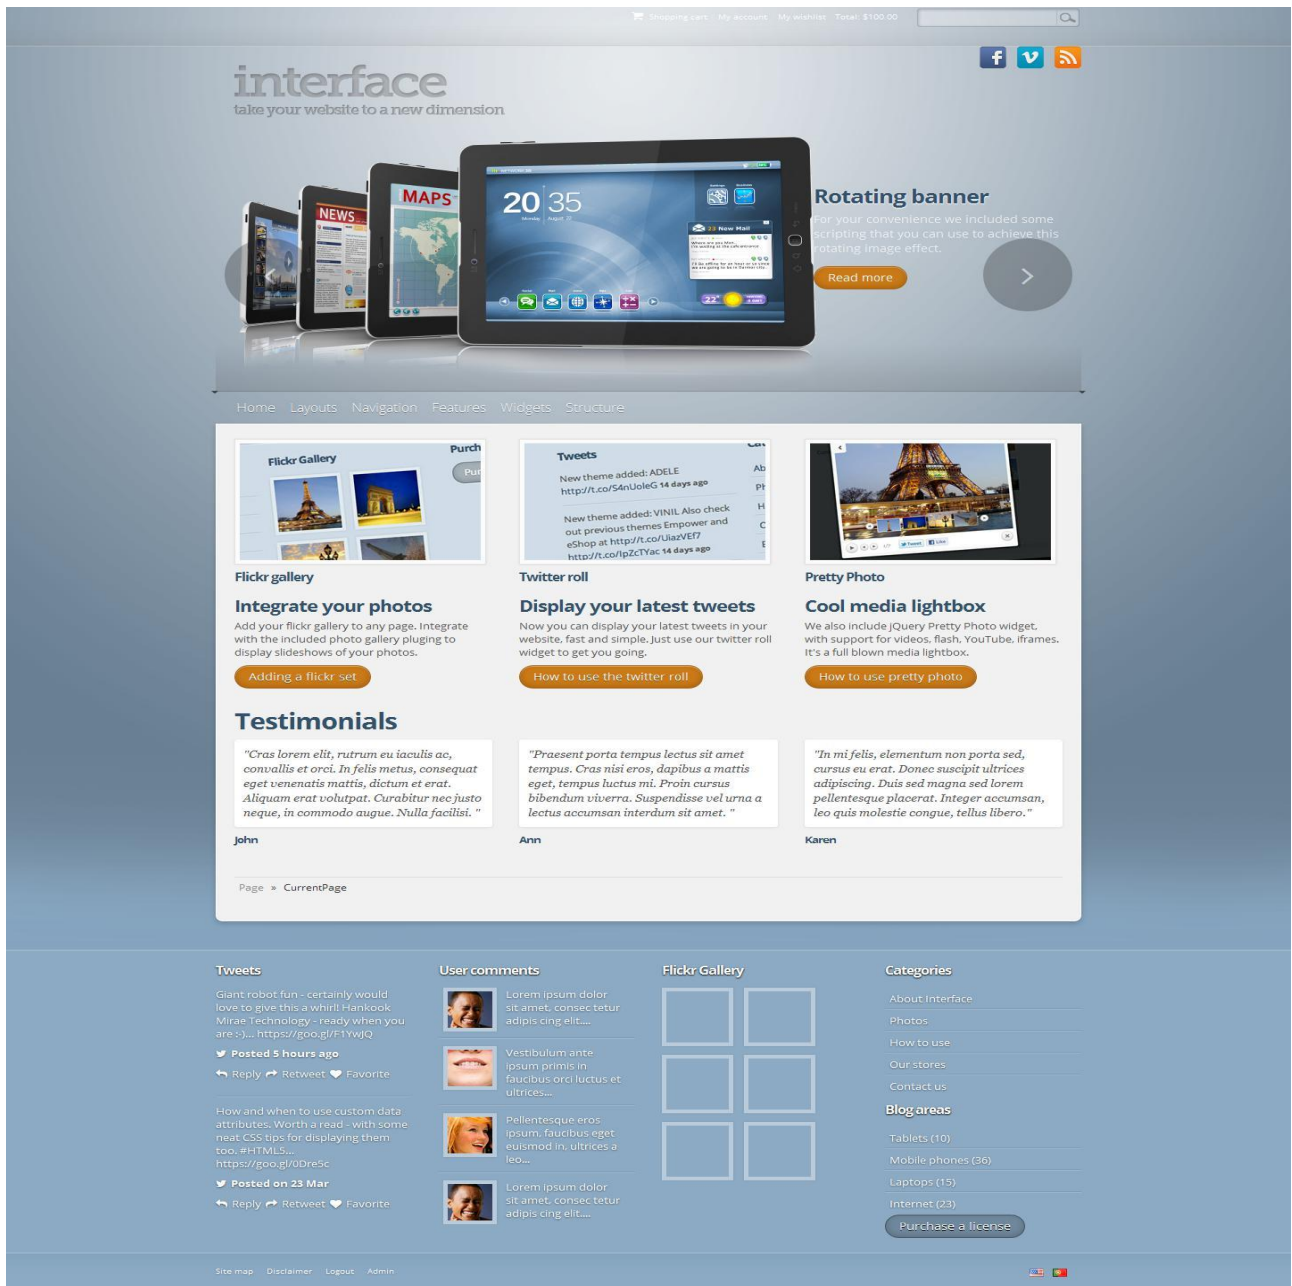 Shopping cart My account My wishlist Total: $100.00
interface
take your website to a new dimension
NEWS
MAPS
20 35
Monday August 22
23 New Mail
22°
Rotating banner
For your convenience we included some
scripting that you can use to achieve this
rotating image effect.
Read more
Home Layouts Navigation Features Widgets Structure
Flickr Gallery
Purch
Pur
Tweets
New theme added: ADELE
http://t.co/S4nUoleG 14 days ago
New theme added: VINIL Also check
out previous themes Empower and
eShop at http://t.co/UiazVEf7
http://t.co/IpZcTYac 14 days ago
Cat
Ab
Ph
H
C
E
1/7 Tweet Like
Flickr gallery
Integrate your photos
Add your flickr gallery to any page. Integrate
with the included photo gallery pluging to
display slideshows of your photos.
Adding a flickr set
Twitter roll
Display your latest tweets
Now you can display your latest tweets in your
website, fast and simple. Just use our twitter roll
widget to get you going.
How to use the twitter roll
Pretty Photo
Cool media lightbox
We also include jQuery Pretty Photo widget,
with support for videos, flash, YouTube, iframes.
It's a full blown media lightbox.
How to use pretty photo
Testimonials
"Cras lorem elit, rutrum eu iaculis ac,
convallis et orci. In felis metus, consequat
eget venenatis mattis, dictum et erat.
Aliquam erat volutpat. Curabitur nec justo
neque, in commodo augue. Nulla facilisi. "
John
"Praesent porta tempus lectus sit amet
tempus. Cras nisi eros, dapibus a mattis
eget, tempus luctus mi. Proin cursus
bibendum viverra. Suspendisse vel urna a
lectus accumsan interdum sit amet. "
Ann
"In mi felis, elementum non porta sed,
cursus eu erat. Donec suscipit ultrices
adipiscing. Duis sed magna sed lorem
pellentesque placerat. Integer accumsan,
leo quis molestie congue, tellus libero."
Karen
Page » CurrentPage
Tweets
Giant robot fun - certainly would
love to give this a whirl! Hankook
Mirae Technology - ready when you
are :-)... https://goo.gl/F1YwJQ
Posted 5 hours ago
Reply Retweet Favorite
How and when to use custom data
attributes. Worth a read - with some
neat CSS tips for displaying them
too. #HTML5...
https://goo.gl/0Dre5c
Posted on 23 Mar
Reply Retweet Favorite
User comments
Lorem ipsum dolor
sit amet, consec tetur
adipis cing elit....
Vestibulum ante
ipsum primis in
faucibus orci luctus et
ultrices...
Pellentesque eros
ipsum, faucibus eget
euismod in, ultrices a
leo...
Lorem ipsum dolor
sit amet, consec tetur
adipis cing elit....
Flickr Gallery
Categories
About Interface
Photos
How to use
Our stores
Contact us
Blog areas
Tablets (10)
Mobile phones (36)
Laptops (15)
Internet (23)
Purchase a license
Site map Disclaimer Logout Admin